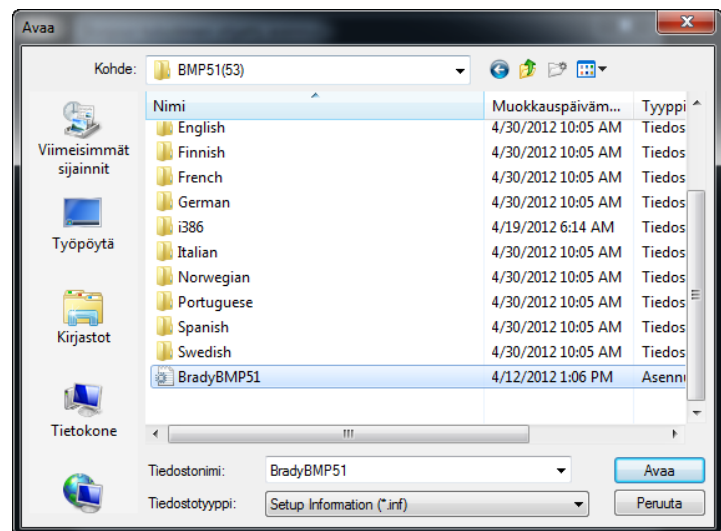 Avaa
Kohde: BMP51(53)
Nimi Muokkauspäiväm... Tyyppi
English 4/30/2012 10:05 AM Tiedos
Finnish 4/30/2012 10:05 AM Tiedos
French 4/30/2012 10:05 AM Tiedos
German 4/30/2012 10:05 AM Tiedos
i386 4/19/2012 6:14 AM Tiedos
Italian 4/30/2012 10:05 AM Tiedos
Norwegian 4/30/2012 10:05 AM Tiedos
Portuguese 4/30/2012 10:05 AM Tiedos
Spanish 4/30/2012 10:05 AM Tiedos
Swedish 4/30/2012 10:05 AM Tiedos
BradyBMP51 4/12/2012 1:06 PM Asennu
Viimeisimmät
sijainnit
Työpöytä
Kirjastot
Tietokone
Tiedostonimi: BradyBMP51 Avaa
Tiedostotyyppi: Setup Information (*.inf) Peruuta